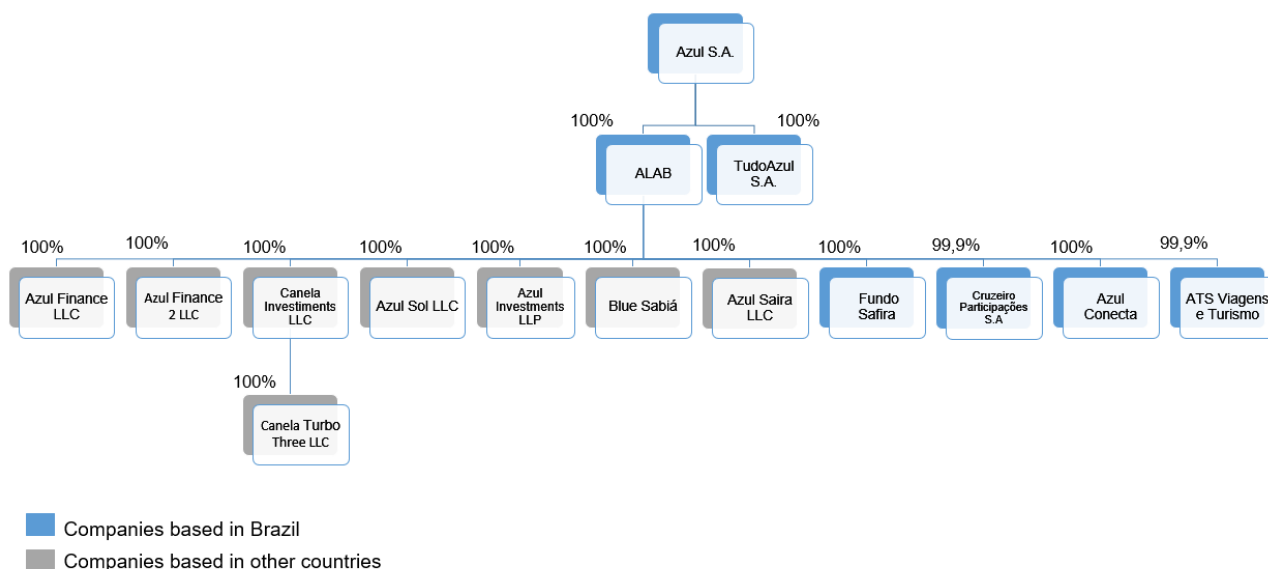 Azul S.A.
100%
100%
ALAB
TudoAzul
S.A.
100%
100%
100%
100%
100%
100%
100%
100%
99,9%
100%
99,9%
Azul Finance
LLC
Azul Finance
2 LLC
Canela
Investiments
LLC
Azul Sol LLC
Azul
Investments
LLP
Blue Sabiá
Azul Saira
LLC
Fundo
Safira
Cruzeiro
Participações
S.A
Azul
Conecta
ATS Viagens
e Turismo
100%
Canela Turbo
Three LLC
Companies based in Brazil
Companies based in other countries